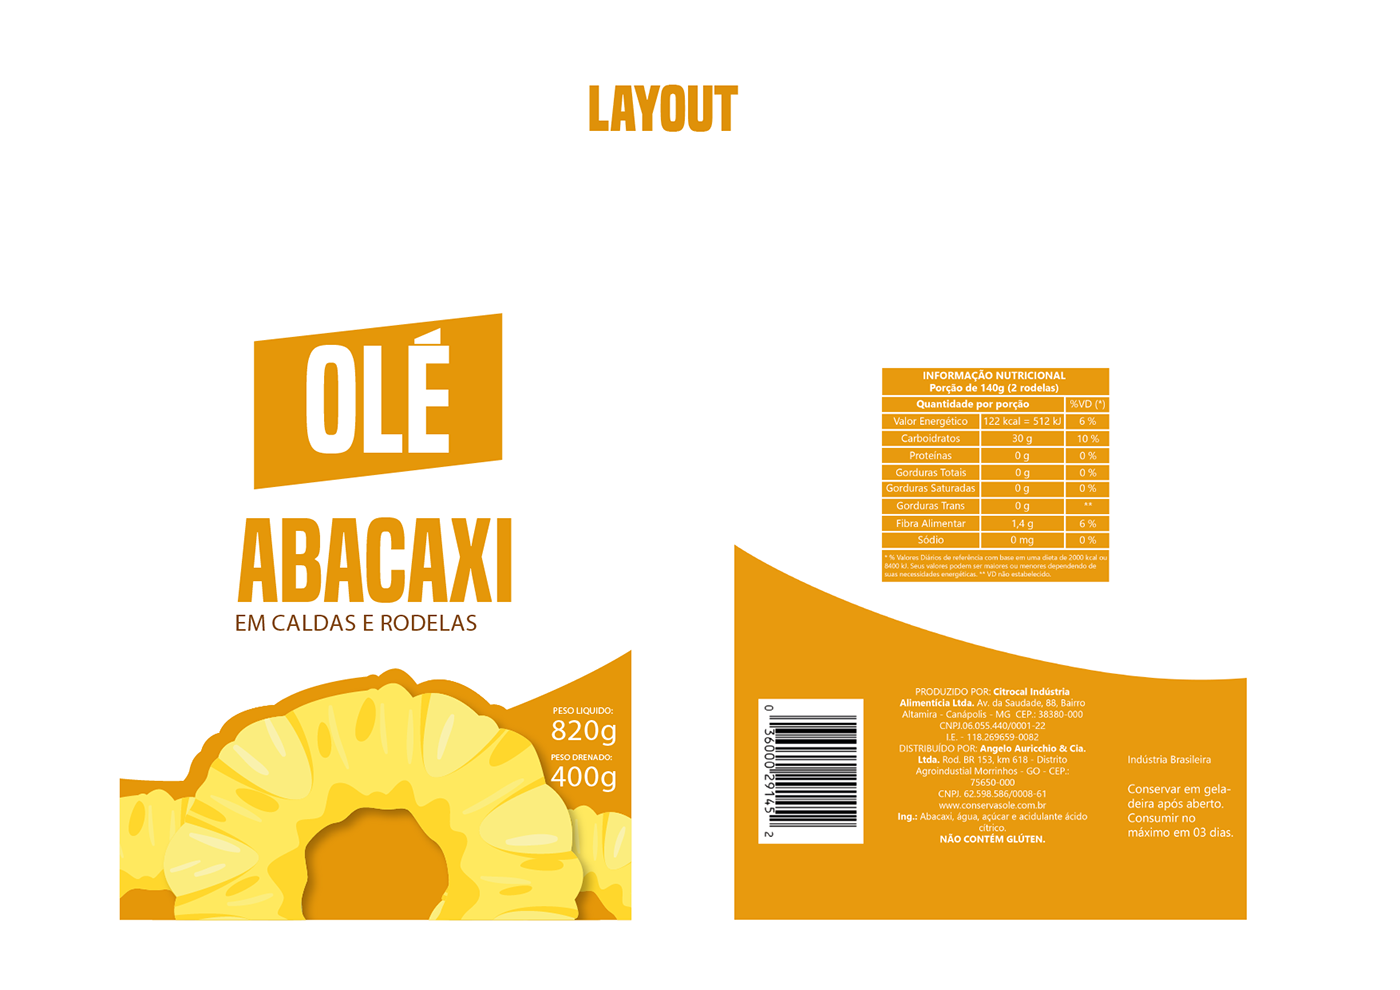 LAYOUT
OLÉ
ABACAXI
EM CALDAS E RODELAS
PESO LIQUIDO:
820g
PESO DRENADO:
400g
INFORMAÇÃO NUTRICIONAL
Porção de 140g (2 rodelas)
Quantidade por porção %VD (*)
Valor Energético 122 kcal = 512 kJ 6 %
Carboidratos 30 g 10 %
Proteínas 0 g 0 %
Gorduras Totais 0 g 0 %
Gorduras Saturadas 0 g 0 %
Gorduras Trans 0 g **
Fibra Alimentar 1,4 g 6 %
Sódio 0 mg 0 %
* % Valores Diários de referência com base em uma dieta de 2000 kcal ou
8400 kJ. Seus valores podem ser maiores ou menores dependendo de
suas necessidades energéticas. ** VD não estabelecido.
0 36000 29145 2
PRODUZIDO POR: Citrocal Indústria
Alimentícia Ltda. Av. da Saudade, 88, Bairro
Altamira - Canápolis - MG CEP.: 38380-000
CNPJ.06.055.440/0001-22
I.E. - 118.269659-0082
DISTRIBUÍDO POR: Angelo Auricchio & Cia.
Ltda. Rod. BR 153, km 618 - Distrito
Agroindustial Morrinhos - GO - CEP.:
75650-000
CNPJ. 62.598.586/0008-61
www.conservasole.com.br
Ing.: Abacaxi, água, açúcar e acidulante ácido
cítrico.
NÃO CONTÉM GLÚTEN.
Indústria Brasileira
Conservar em gela-
deira após aberto.
Consumir no
máximo em 03 dias.